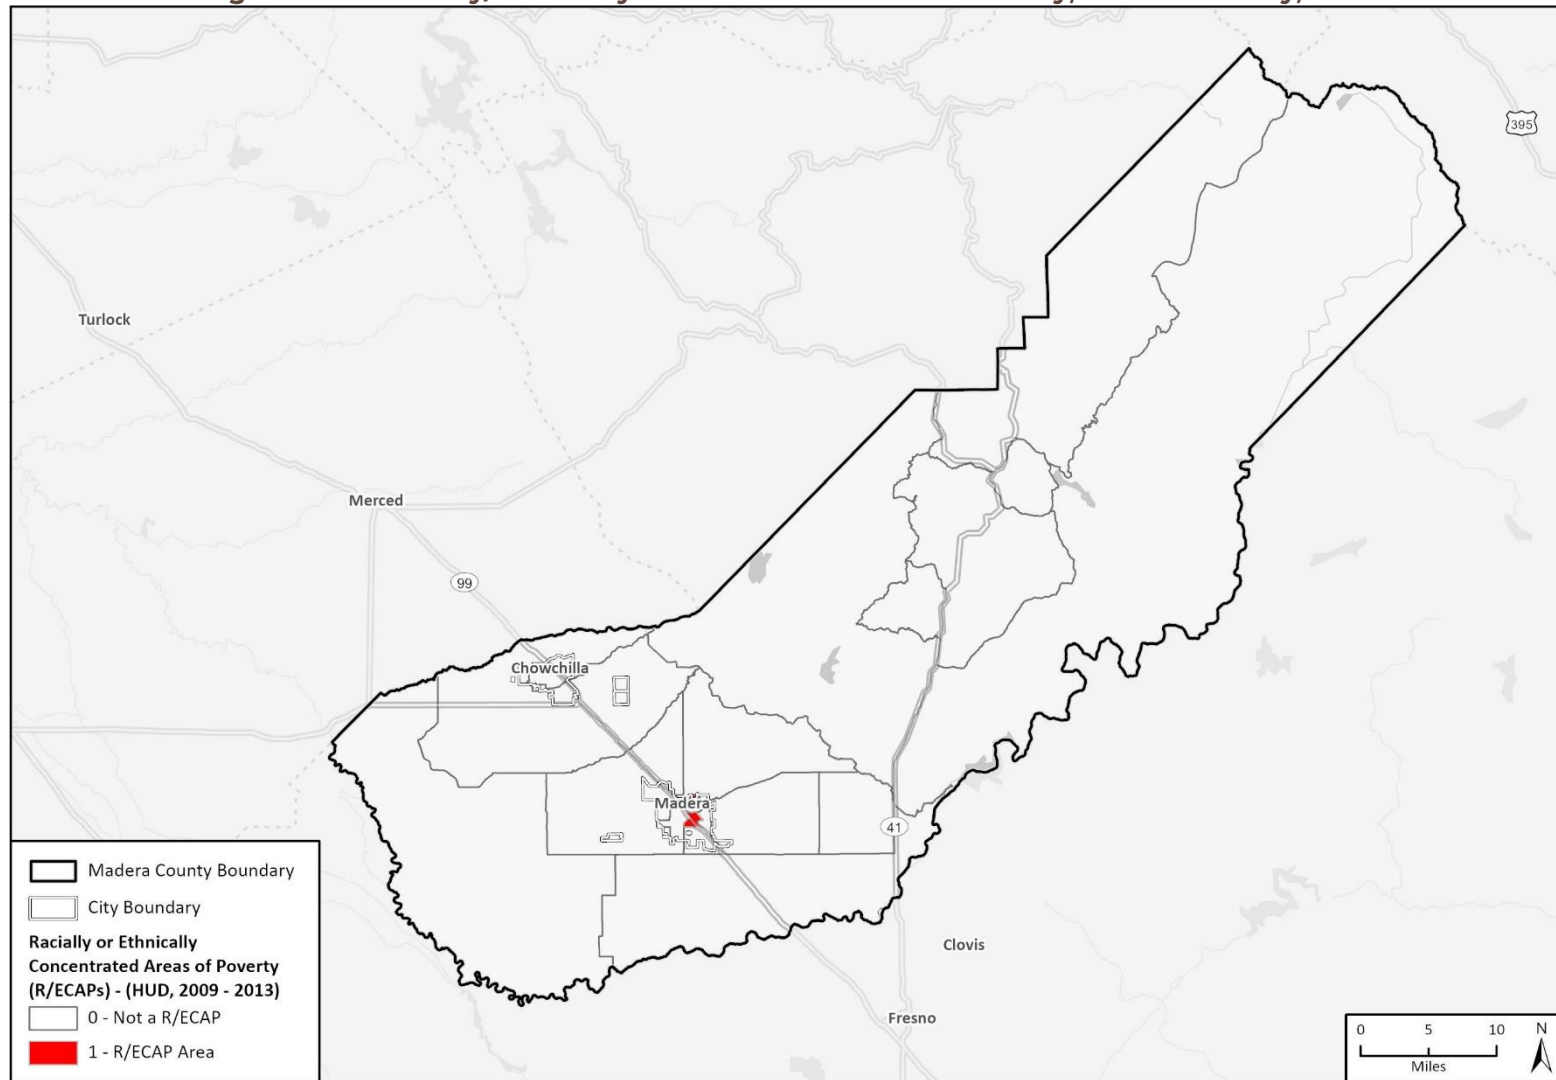 395
Turlock
Merced
99
Chowchilla
Madera
41
Clovis
Fresno
Madera County Boundary
City Boundary
Racially or Ethnically
Concentrated Areas of Poverty
(R/ECAPs) - (HUD, 2009 - 2013)
0 - Not a R/ECAP
1 - R/ECAP Area
0 5 10 N
Miles